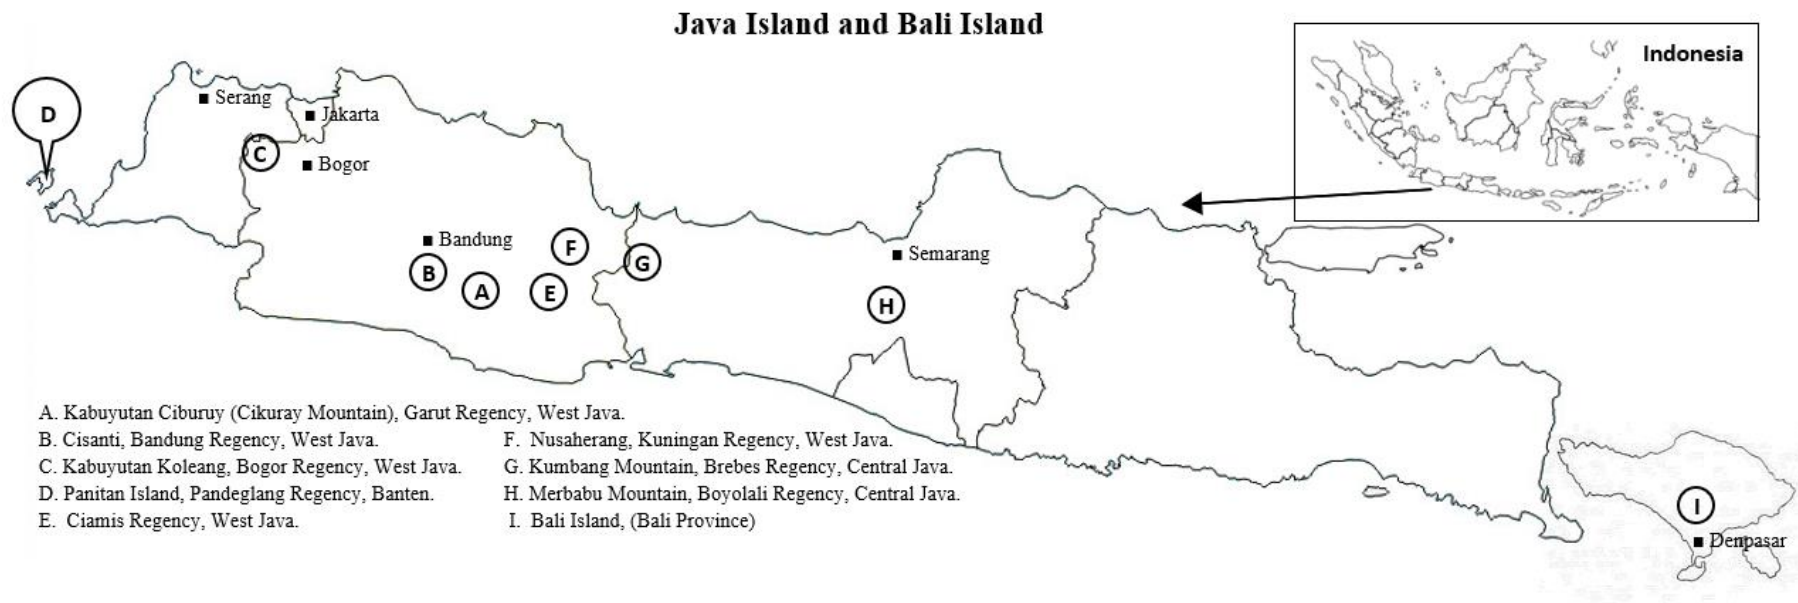 Java Island and Bali Island
Indonesia
D
Serang
Jakarta
C
Bogor
Bandung
F
G
B
A
E
Semarang
H
A. Kabuyutan Ciburuy (Cikuray Mountain), Garut Regency, West Java.
B. Cisanti, Bandung Regency, West Java.
C. Kabuyutan Koleang, Bogor Regency, West Java.
D. Panitan Island, Pandeglang Regency, Banten.
E. Ciamis Regency, West Java.
F. Nusaherang, Kuningan Regency, West Java.
G. Kumbang Mountain, Brebes Regency, Central Java.
H. Merbabu Mountain, Boyolali Regency, Central Java.
I. Bali Island, (Bali Province)
I
Denpasar